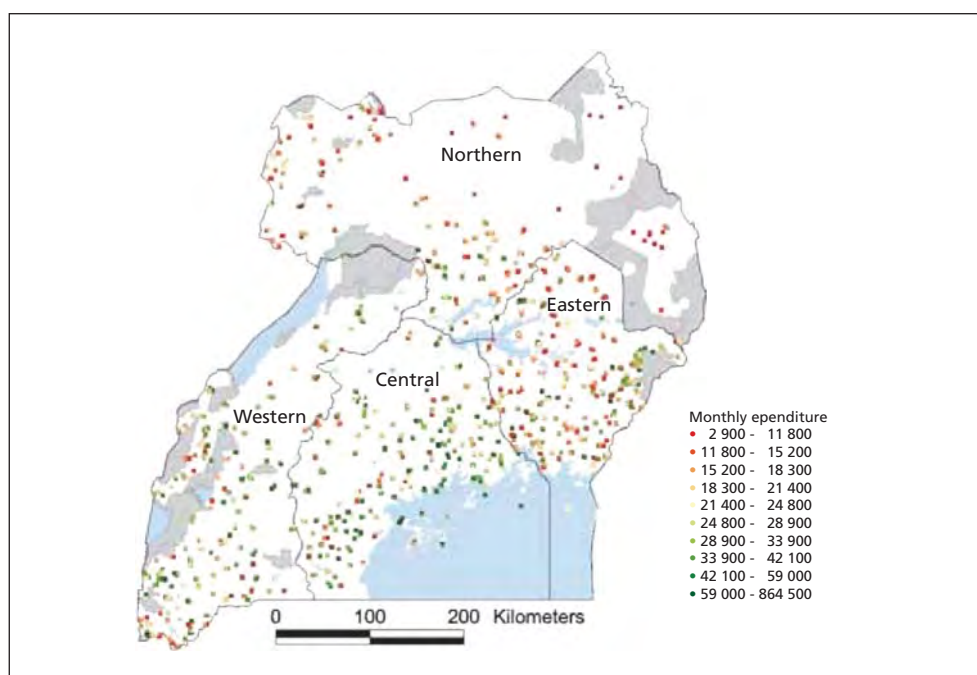 Northern
Eastern
Central
Western
Monthly ependiture
2 900 - 11 800
11 800 - 15 200
15 200 - 18 300
18 300 - 21 400
21 400 - 24 800
24 800 - 28 900
28 900 - 33 900
33 900 - 42 100
42 100 - 59 000
59 000 - 864 500
0 100 200 Kilometers